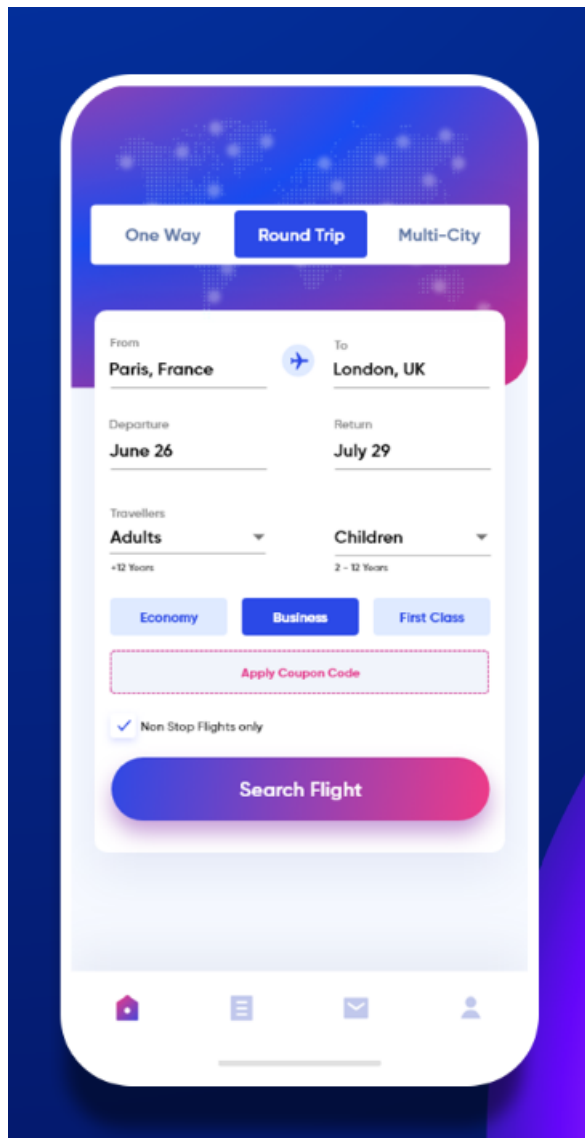 One Way Round Trip Multi-City
From To
Paris, France London, UK
Departure Return
June 26 July 29
Travellers
Adults Children
+12 Years 2 - 12 Years
Economy Business First Class
Apply Coupon Code
Non Stop Flights only
Search Flight